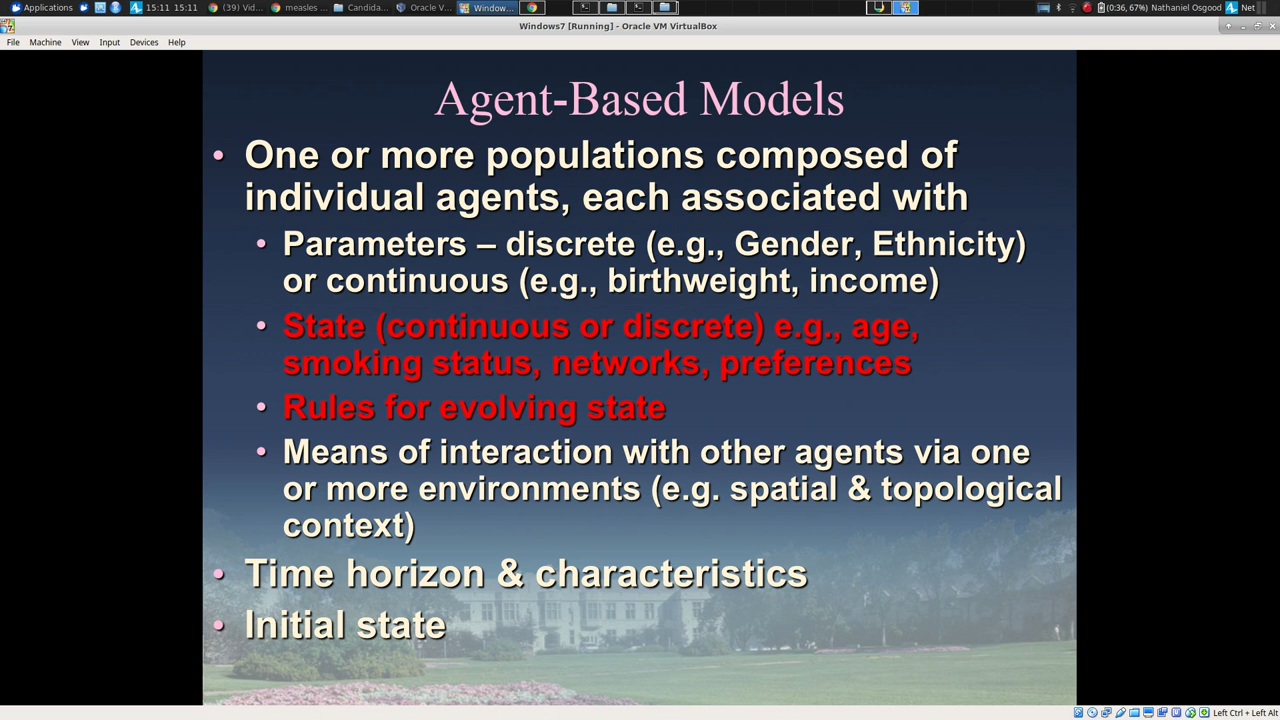 Applications 15:11 15:11 (39) Vid... measles ... Candida... Oracle V... Window... (0:36, 67%) Nathaniel Osgood Net
Windows7 [Running] - Oracle VM VirtualBox
File Machine View Input Devices Help
Agent-Based Models
• One or more populations composed of
individual agents, each associated with
• Parameters – discrete (e.g., Gender, Ethnicity)
or continuous (e.g., birthweight, income)
• State (continuous or discrete) e.g., age,
smoking status, networks, preferences
• Rules for evolving state
• Means of interaction with other agents via one
or more environments (e.g. spatial & topological
context)
• Time horizon & characteristics
• Initial state
Left Ctrl + Left Alt